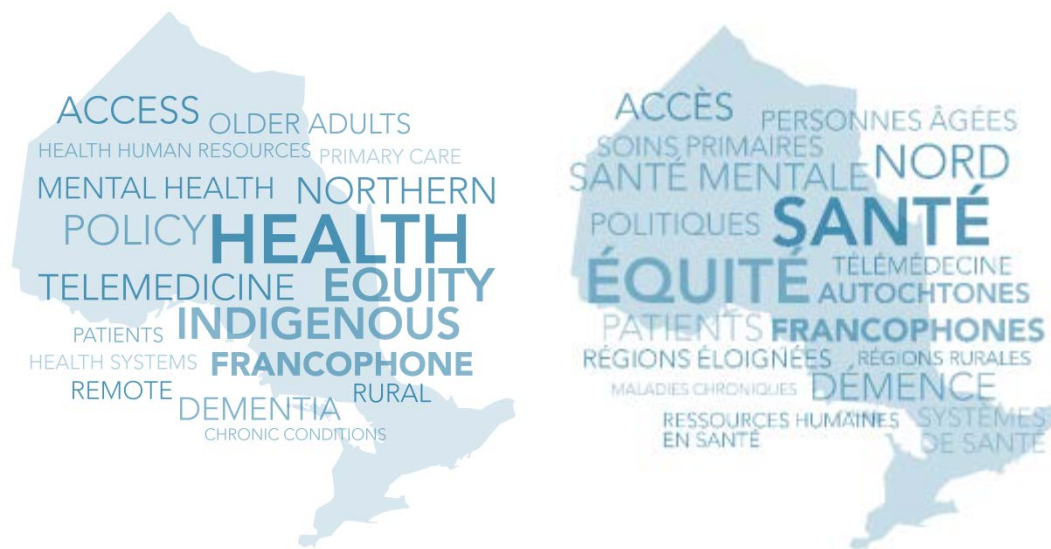 ACCESS
OLDER ADULTS
HEALTH HUMAN RESOURCES
PRIMARY CARE
MENTAL HEALTH
NORTHERN
POLICY
HEALTH
TELEMEDICINE
EQUITY
PATIENTS
INDIGENOUS
HEALTH SYSTEMS
FRANCOPHONE
REMOTE
DEMENTIA
RURAL
CHRONIC CONDITIONS
ACCÈS
PERSONNES ÂGÉES
SOINS PRIMAIRES
NORD
SANTÉ MENTALE
POLITIQUES
SANTÉ
ÉQUITÉ
TÉLÉMÉDECINE
AUTOCHTONES
PATIENTS
FRANCOPHONES
RÉGIONS ÉLOIGNÉES
RÉGIONS RURALES
MALADIES CHRONIQUES
DÉMENCE
RESSOURCES HUMAINES
EN SANTÉ
SYSTÈMES
DE SANTÉ